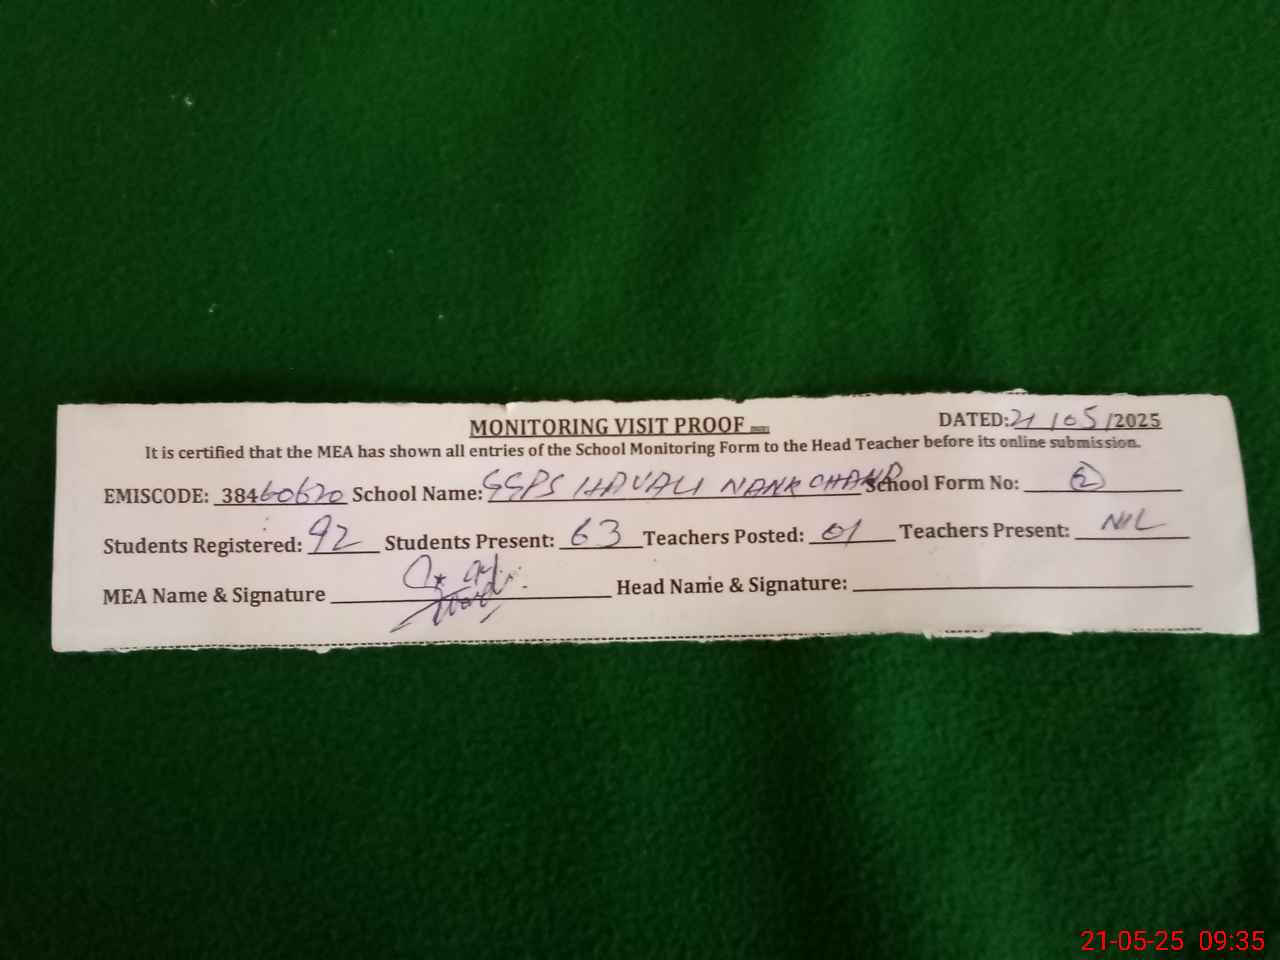 MONITORING VISIT PROOF DATED: 21/05/2025
It is certified that the MEA has shown all entries of the School Monitoring Form to the Head Teacher before its online submission.
EMISCODE: 38460620 School Name: GGPS HAVALI NANK CHAND School Form No: 2
Students Registered: 92 Students Present: 63 Teachers Posted: 01 Teachers Present: NIL
MEA Name & Signature Head Name & Signature:
21-05-25 09:35